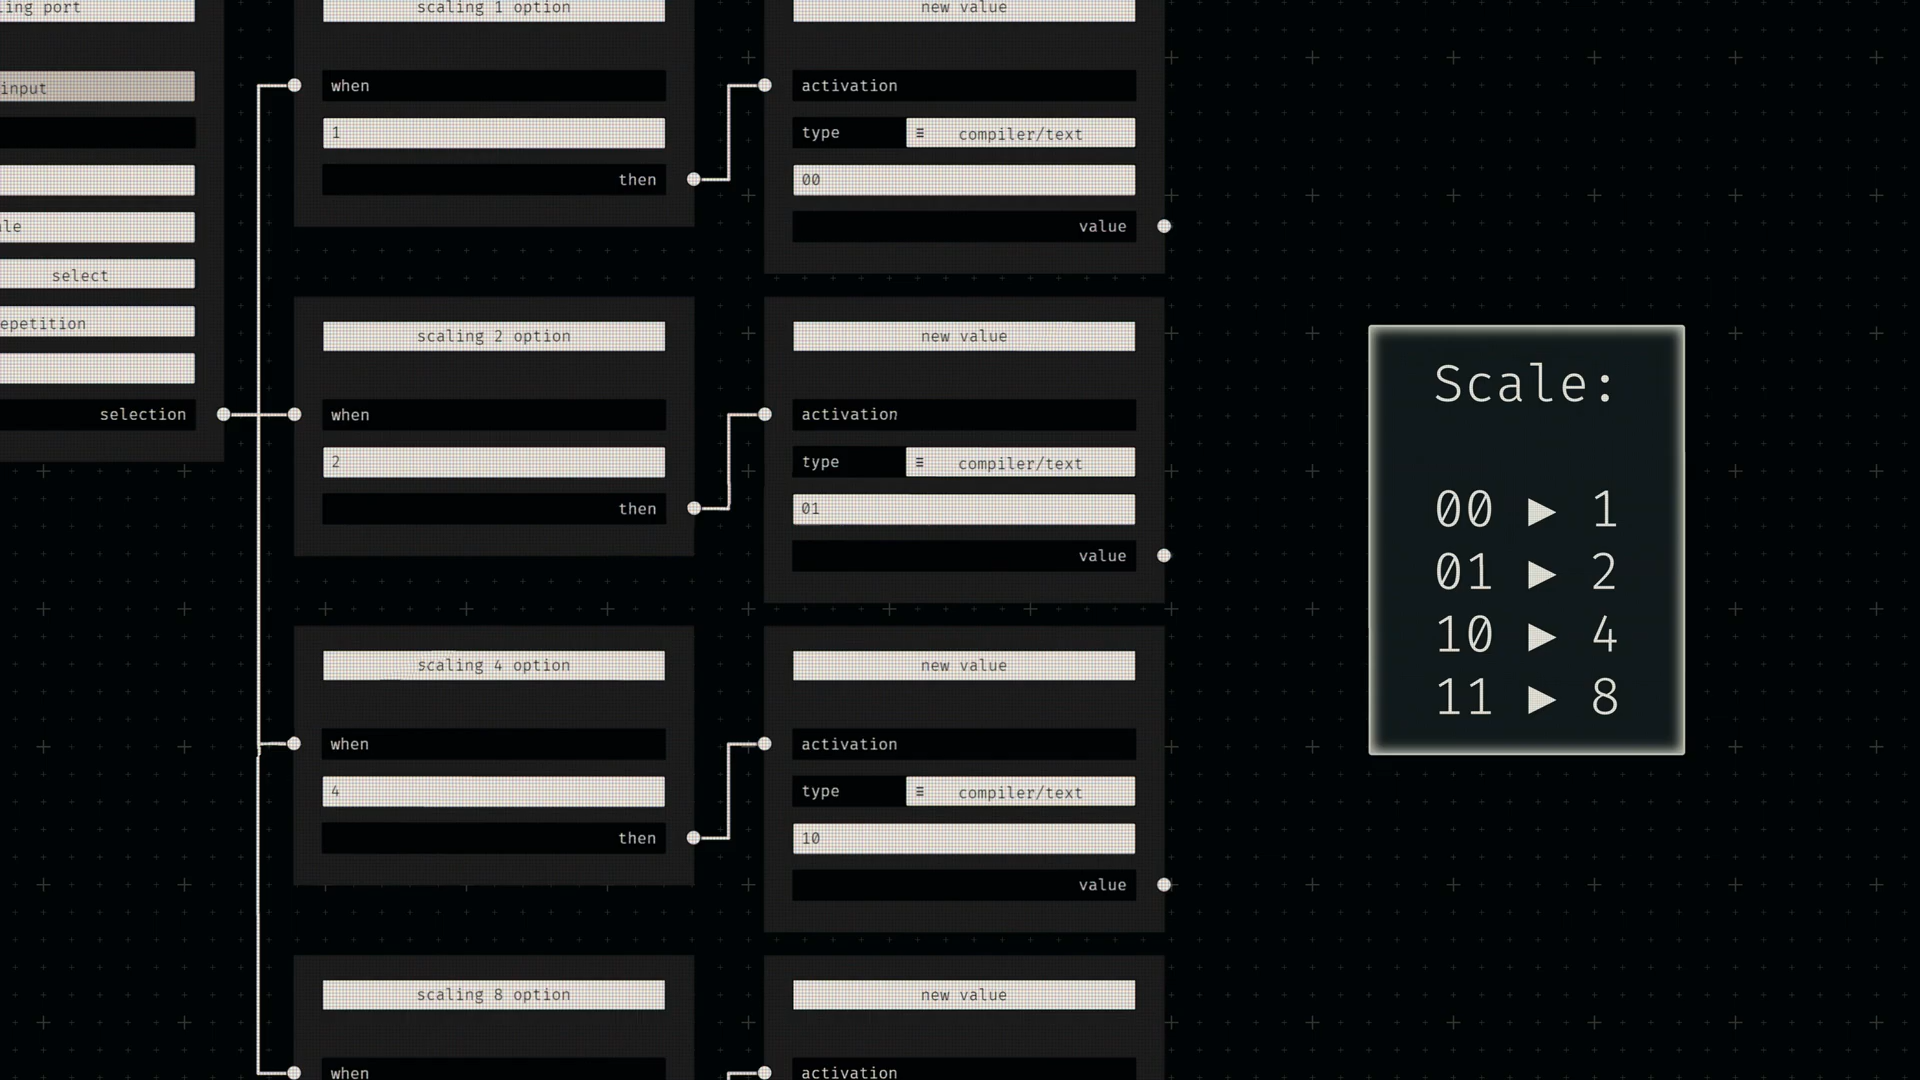 ling port
input
le
select
epetition
selection
scaling 1 option
when
1
then
new value
activation
type ≡ compiler/text
00
value
scaling 2 option
when
2
then
new value
activation
type ≡ compiler/text
01
value
scaling 4 option
when
4
then
new value
activation
type ≡ compiler/text
10
value
scaling 8 option
when
new value
activation
Scale:
00 ▶ 1
01 ▶ 2
10 ▶ 4
11 ▶ 8